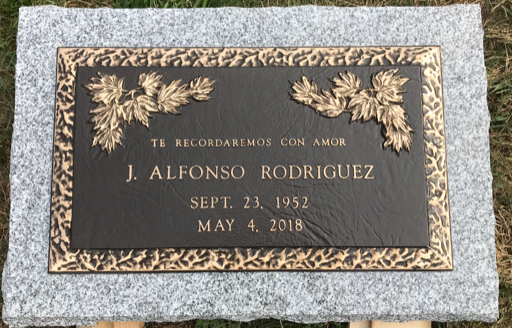 TE RECORDAREMOS CON AMOR
J. ALFONSO RODRIGUEZ
SEPT. 23, 1952
MAY 4, 2018